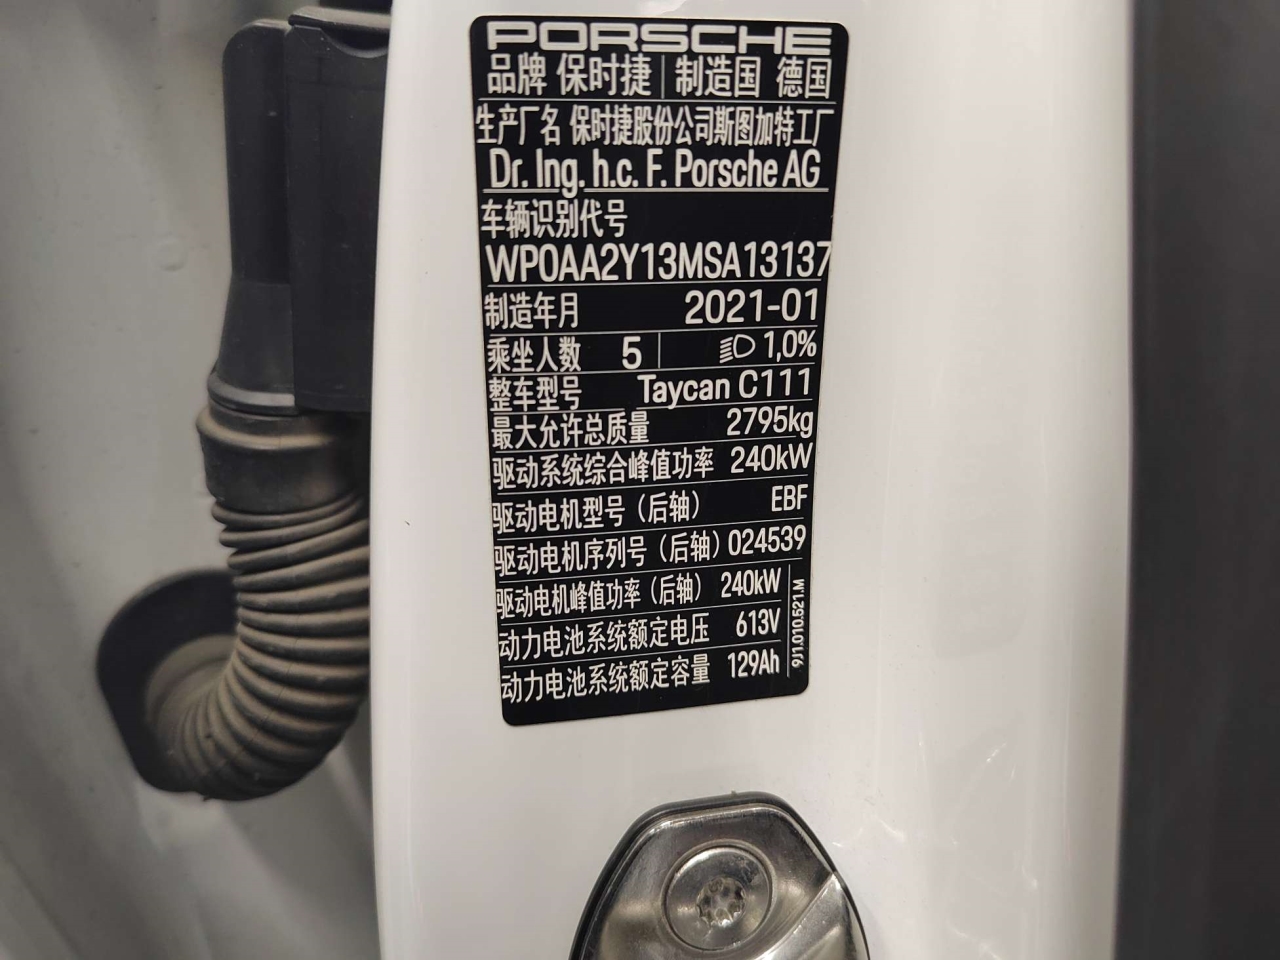 PORSCHE
品牌 保时捷 制造国 德国
生产厂名 保时捷股份公司斯图加特工厂
Dr. Ing. h.c. F. Porsche AG
车辆识别代号
WP0AA2Y13MSA13137
制造年月 2021-01
乘坐人数 5 1,0%
整车型号 Taycan C111
最大允许总质量 2795kg
驱动系统综合峰值功率 240kW
驱动电机型号（后轴） EBF
驱动电机序列号（后轴） 024539
驱动电机峰值功率（后轴） 240kW
动力电池系统额定电压 613V
动力电池系统额定容量 129Ah
9J1.010.521.M